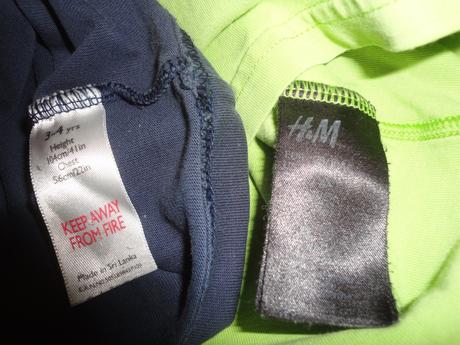 3-4 yrs
Height
104cm/41in
Chest
56cm/22in
KEEP AWAY
FROM FIRE
Made in Sri Lanka
H&M